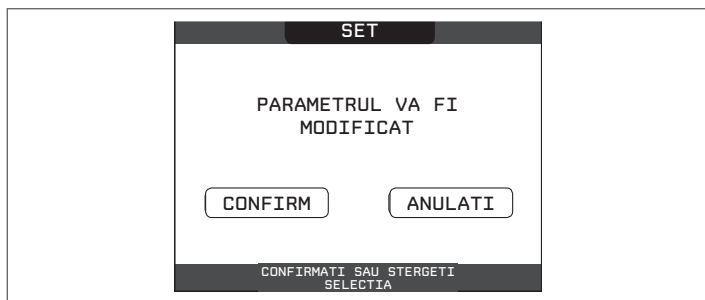 SET
PARAMETRUL VA FI
MODIFICAT
CONFIRM
ANULATI
CONFIRMATI SAU STERGETI
SELECTIA